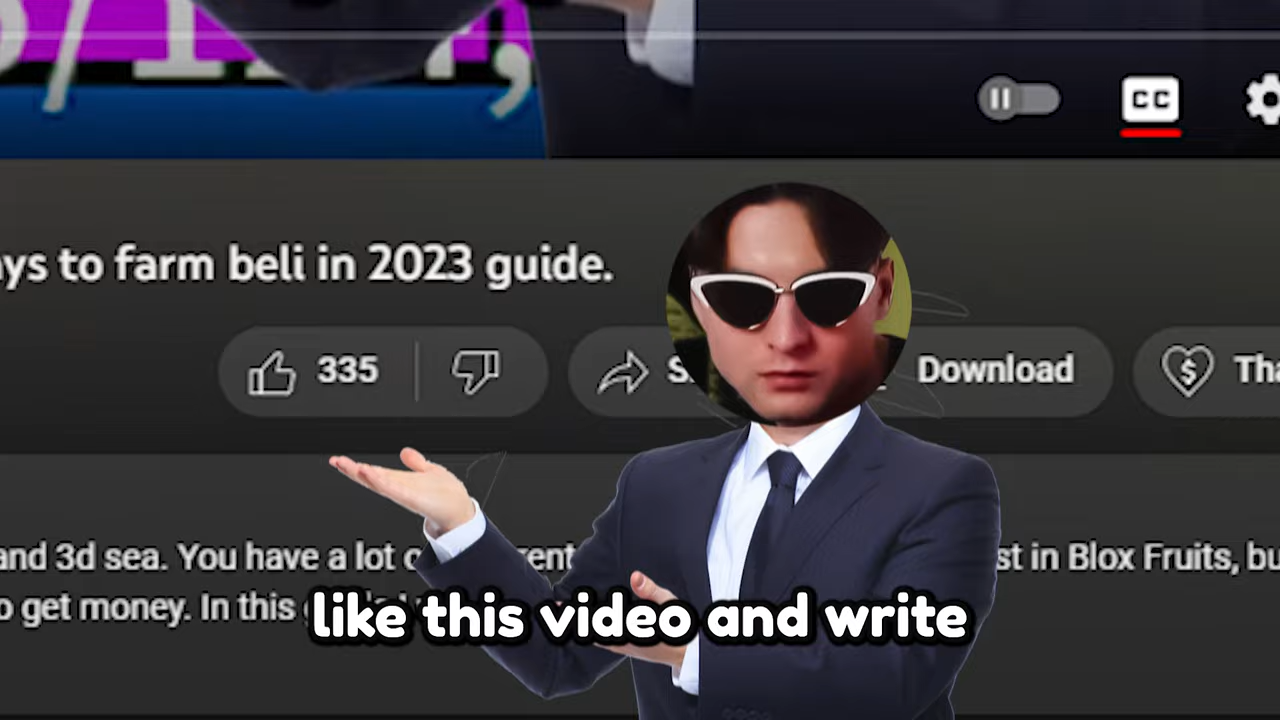 CC
ys to farm beli in 2023 guide.
335
Download
and 3d sea. You have a lot
st in Blox Fruits,
o get money. In this
like this video and write